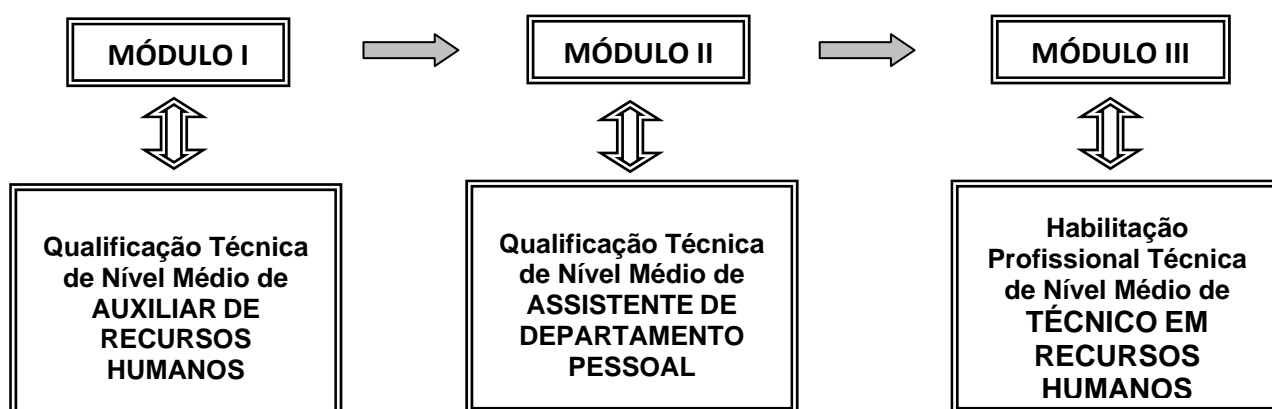 MÓDULO I
MÓDULO II
MÓDULO III
Qualificação Técnica
de Nível Médio de
AUXILIAR DE
RECURSOS
HUMANOS
Qualificação Técnica
de Nível Médio de
ASSISTENTE DE
DEPARTAMENTO
PESSOAL
Habilitação
Profissional Técnica
de Nível Médio de
TÉCNICO EM
RECURSOS
HUMANOS